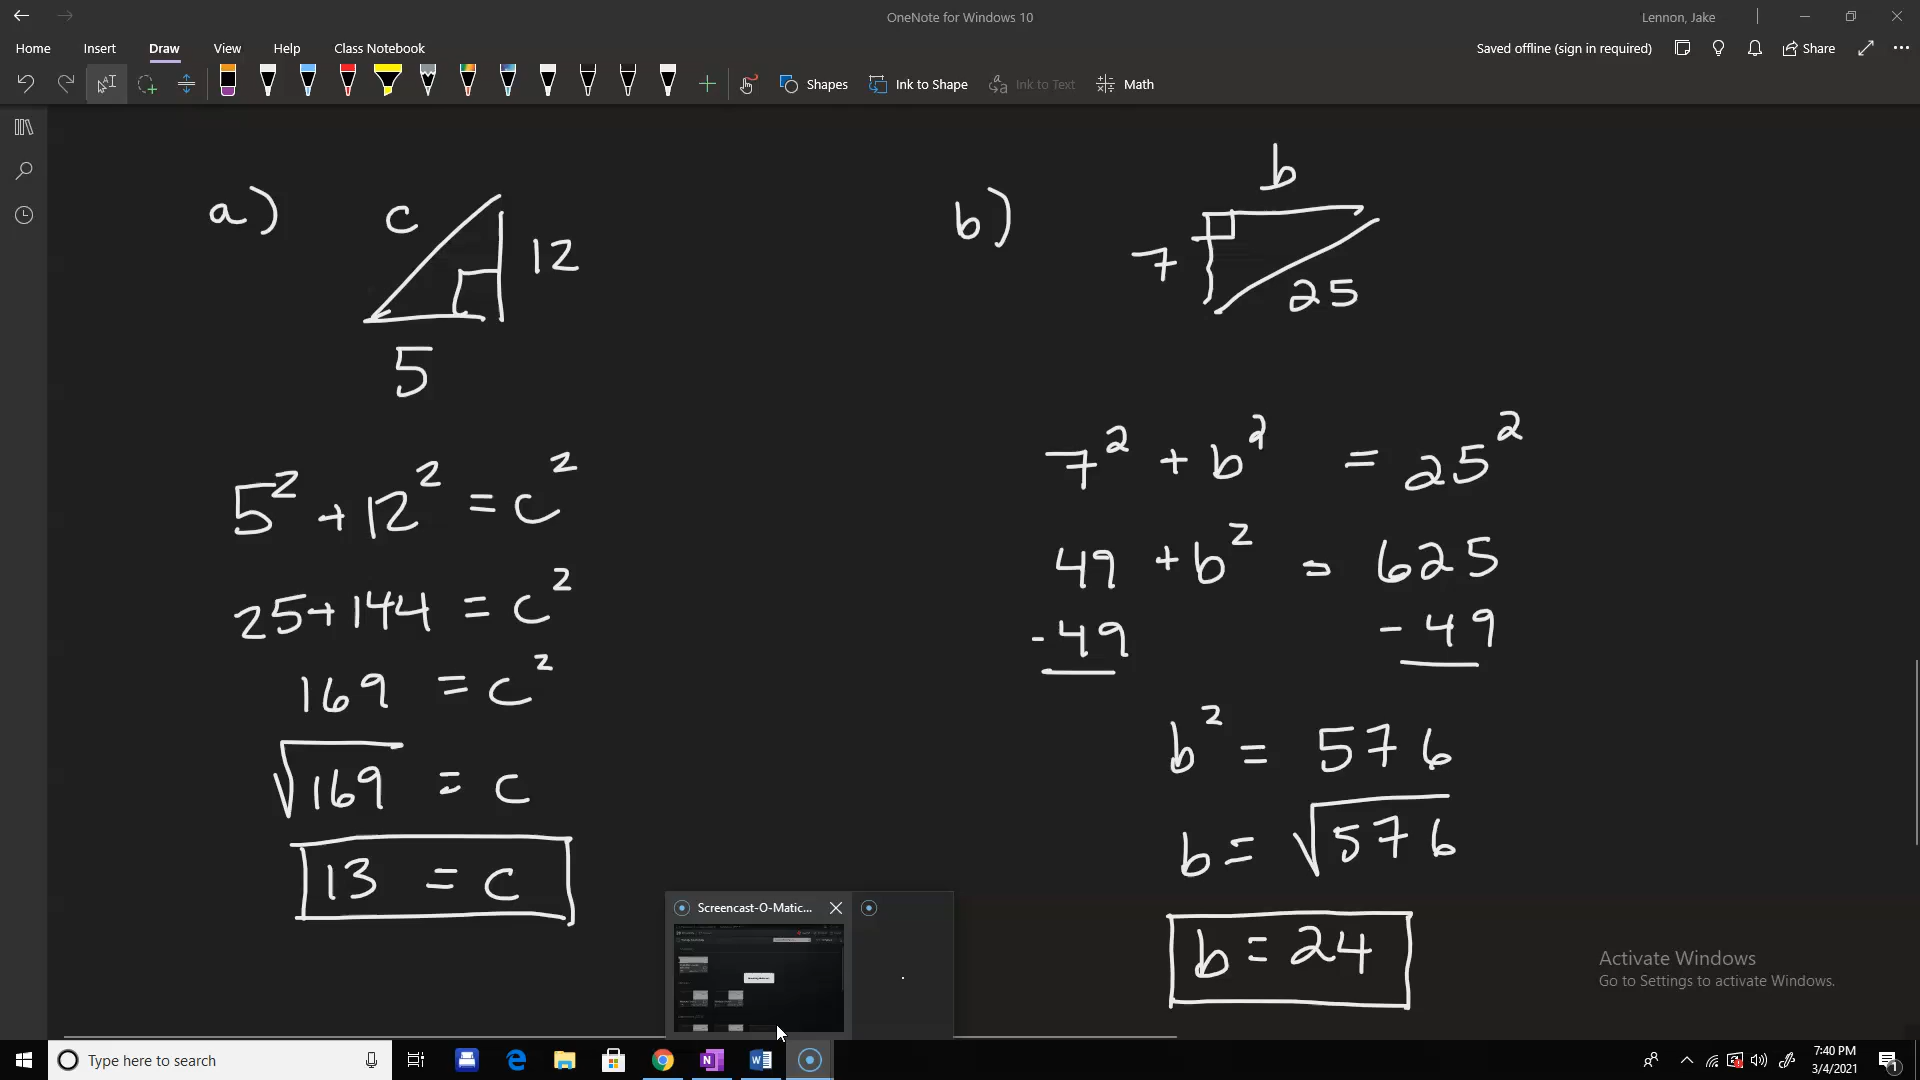 OneNote for Windows 10
Lennon, Jake
Home Insert Draw View Help Class Notebook
Saved offline (sign in required) Share
Shapes Ink to Shape Ink to Text Math
a)
c
12
5
5² + 12² = c²
25 + 144 = c²
169 = c²
√169 = c
13 = c
b)
b
7
25
7² + b² = 25²
49 + b² = 625
-49 - 49
b² = 576
b = √576
b = 24
Screencast-O-Matic...
Activate Windows
Go to Settings to activate Windows.
Type here to search
7:40 PM
3/4/2021
1